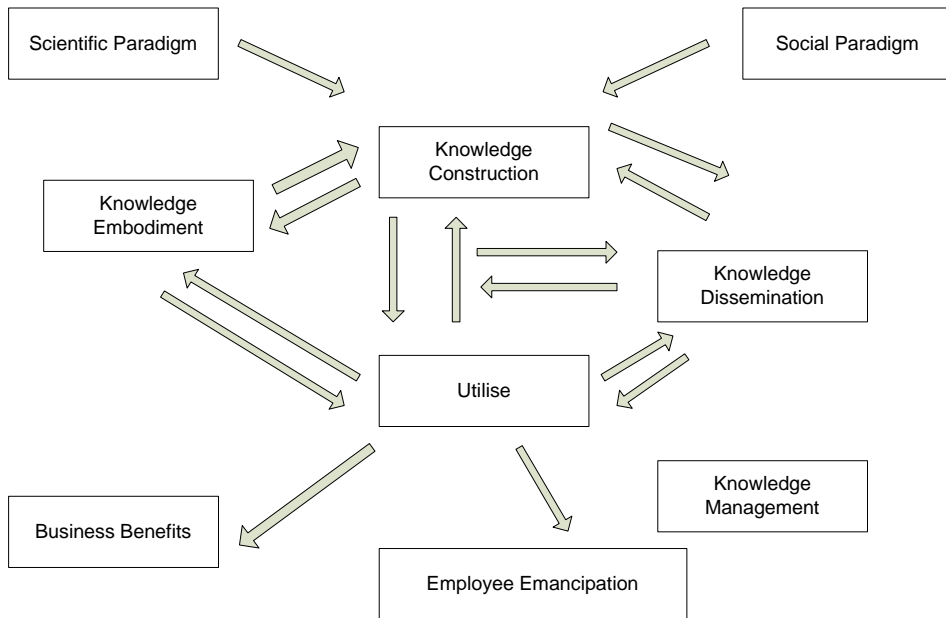 Scientific Paradigm
Social Paradigm
Knowledge
Construction
Knowledge
Embodiment
Knowledge
Dissemination
Utilise
Knowledge
Management
Business Benefits
Employee Emancipation